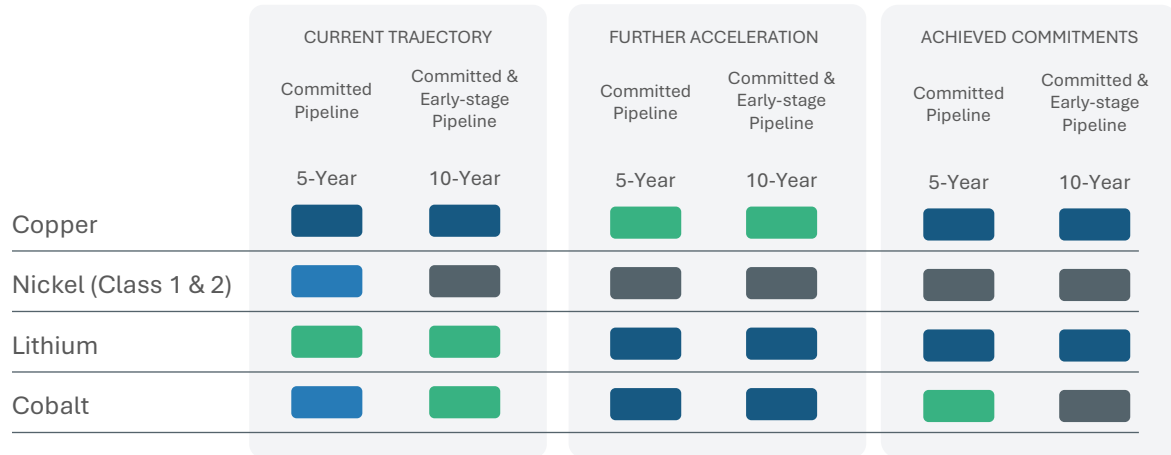 CURRENT TRAJECTORY
FURTHER ACCELERATION
ACHIEVED COMMITMENTS
Committed
Pipeline
Committed &
Early-stage
Pipeline
Committed
Pipeline
Committed &
Early-stage
Pipeline
Committed
Pipeline
Committed &
Early-stage
Pipeline
5-Year
10-Year
5-Year
10-Year
5-Year
10-Year
Copper
Nickel (Class 1 & 2)
Lithium
Cobalt